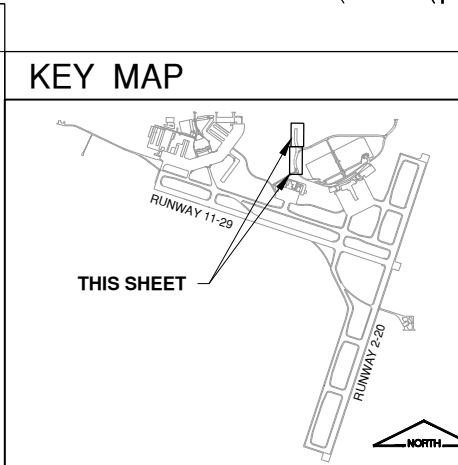 KEY MAP
RUNWAY 11-29
THIS SHEET
RUNWAY 2-20
NORTH